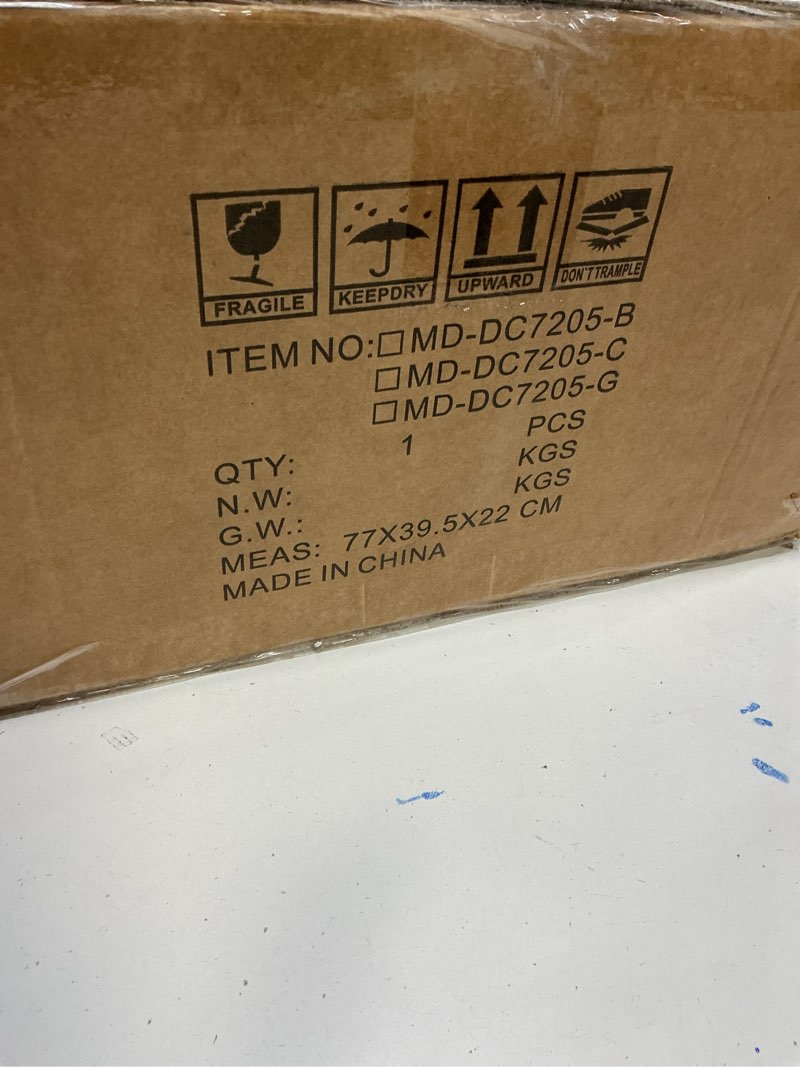 FRAGILE KEEPDRY UPWARD DON'T TRAMPLE
ITEM NO:☐MD-DC7205-B
☐MD-DC7205-C
☐MD-DC7205-G
QTY: 1 PCS
N.W: KGS
G.W.: KGS
MEAS: 77X39.5X22 CM
MADE IN CHINA